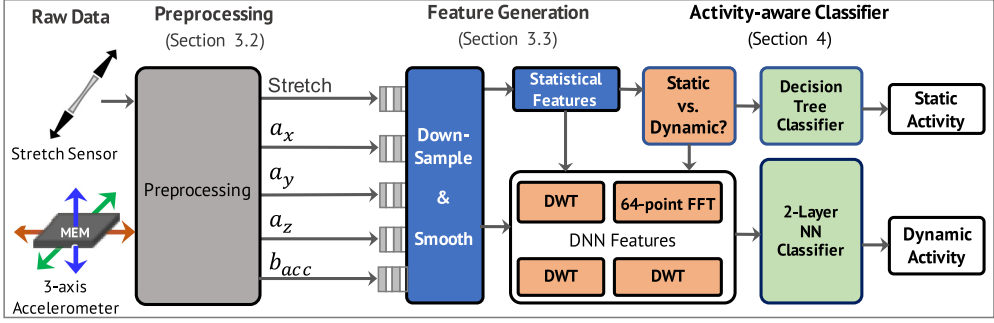 Raw Data
Preprocessing
(Section 3.2)
Feature Generation
(Section 3.3)
Activity-aware Classifier
(Section 4)
Stretch Sensor
MEM
3-axis
Accelerometer
Preprocessing
Stretch
a_x
a_y
a_z
b_acc
Down-
Sample
&
Smooth
Statistical
Features
Static
vs.
Dynamic?
Decision
Tree
Classifier
Static
Activity
DWT
64-point FFT
DNN Features
DWT
DWT
2-Layer
NN
Classifier
Dynamic
Activity